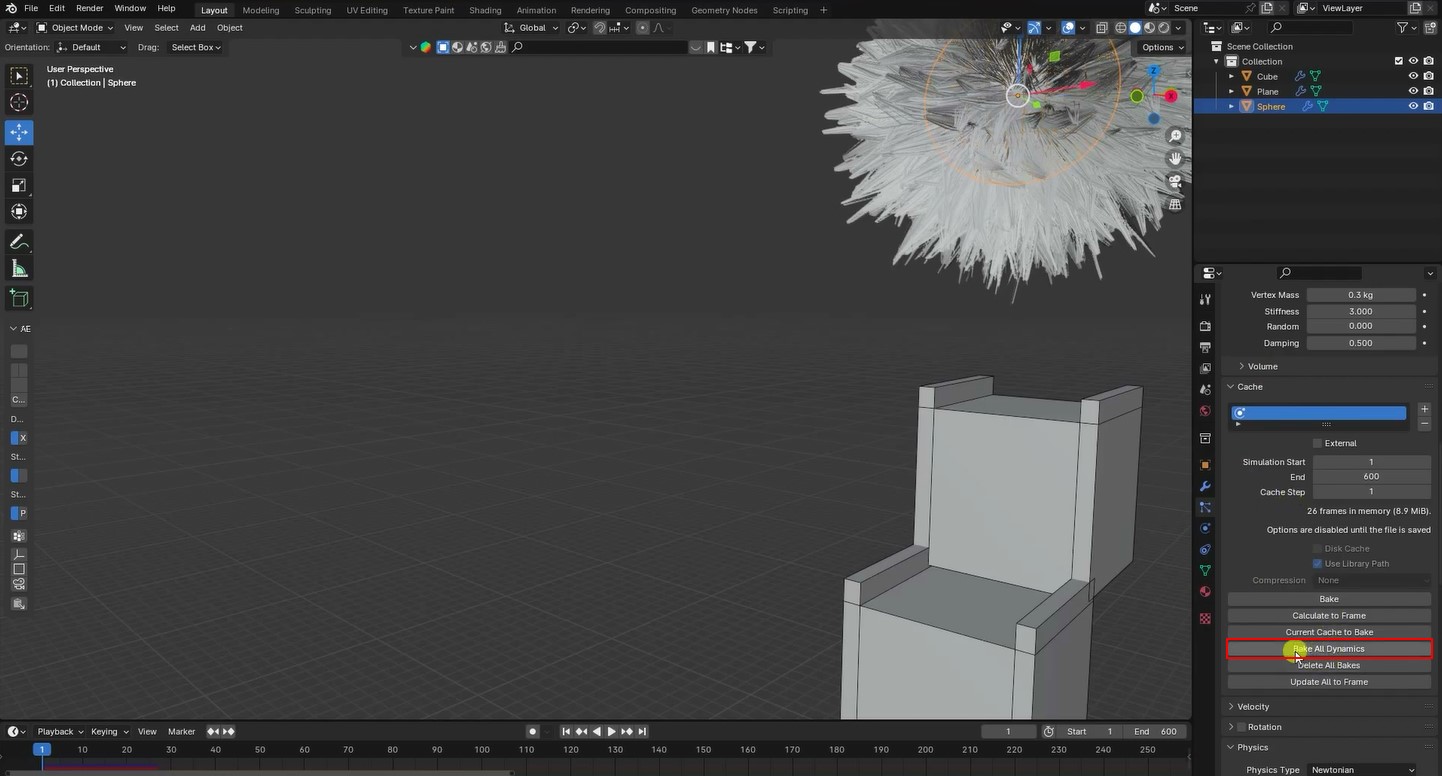 File Edit Render Window Help Layout Modeling Sculpting UV Editing Texture Paint Shading Animation Rendering Compositing Geometry Nodes Scripting + Scene ViewLayer
Object Mode View Select Add Object Global
Orientation: Default Drag: Select Box Options
User Perspective
(1) Collection | Sphere
Z
X
Scene Collection
Collection
Cube
Plane
Sphere
AE
C...
D...
X
St...
St...
P
Vertex Mass 0.3 kg
Stiffness 3.000
Random 0.000
Damping 0.500
Volume
Cache
External
Simulation Start 1
End 600
Cache Step 1
26 frames in memory (8.9 MiB).
Options are disabled until the file is saved
Disk Cache
Use Library Path
Compression None
Bake
Calculate to Frame
Current Cache to Bake
Bake All Dynamics
Delete All Bakes
Update All to Frame
Velocity
Rotation
Physics
Physics Type Newtonian
Playback Keying View Marker 1 Start 1 End 600
1 10 20 30 40 50 60 70 80 90 100 110 120 130 140 150 160 170 180 190 200 210 220 230 240 250